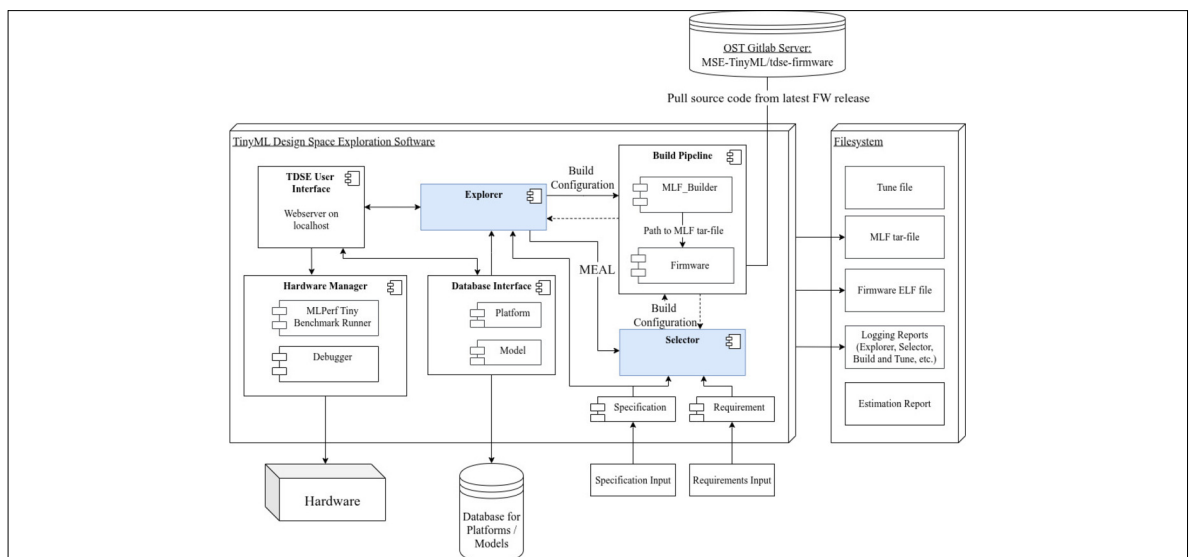 OST Gitlab Server:
MSE-TinyML/tdse-firmware
Pull source code from latest FW release
TinyML Design Space Exploration Software
Filesystem
TDSE User
Interface
Webserver on
localhost
Explorer
Build
Configuration
Build Pipeline
MLF_Builder
Path to MLF tar-file
Firmware
Tune file
MLF tar-file
Firmware ELF file
Logging Reports
(Explorer, Selector,
Build and Tune, etc.)
Estimation Report
MEAL
Hardware Manager
MLPerf Tiny
Benchmark Runner
Debugger
Database Interface
Platform
Model
Build
Configuration
Selector
Specification
Requirement
Hardware
Database for
Platforms /
Models
Specification Input
Requirements Input